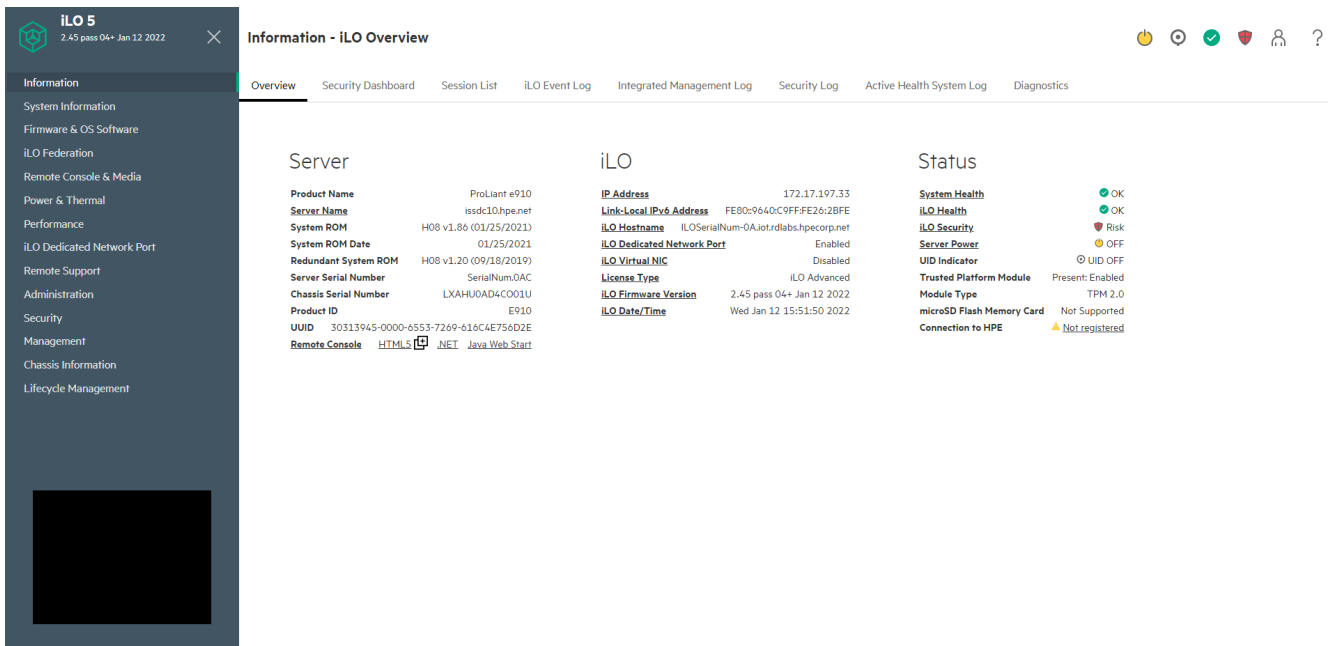 iLO 5
2.45 pass 04+ Jan 12 2022
Information - iLO Overview
?
Information
System Information
Firmware & OS Software
iLO Federation
Remote Console & Media
Power & Thermal
Performance
iLO Dedicated Network Port
Remote Support
Administration
Security
Management
Chassis Information
Lifecycle Management
Overview Security Dashboard Session List iLO Event Log Integrated Management Log Security Log Active Health System Log Diagnostics
Server
Product Name ProLiant e910
Server Name issdc10.hpe.net
System ROM H08 v1.86 (01/25/2021)
System ROM Date 01/25/2021
Redundant System ROM H08 v1.20 (09/18/2019)
Server Serial Number SerialNum.0AC
Chassis Serial Number LXAHU0AD4CO01U
Product ID E910
UUID 30313945-0000-6553-7269-616C4E756D2E
Remote Console HTML5 .NET Java Web Start
iLO
IP Address 172.17.197.33
Link-Local IPv6 Address FE80::9640:C9FF:FE26:2BFE
iLO Hostname ILOSerialNum-0A.iot.rdlabs.hpecorp.net
iLO Dedicated Network Port Enabled
iLO Virtual NIC Disabled
License Type iLO Advanced
iLO Firmware Version 2.45 pass 04+ Jan 12 2022
iLO Date/Time Wed Jan 12 15:51:50 2022
Status
System Health OK
iLO Health OK
iLO Security Risk
Server Power OFF
UID Indicator UID OFF
Trusted Platform Module Present: Enabled
Module Type TPM 2.0
microSD Flash Memory Card Not Supported
Connection to HPE Not registered